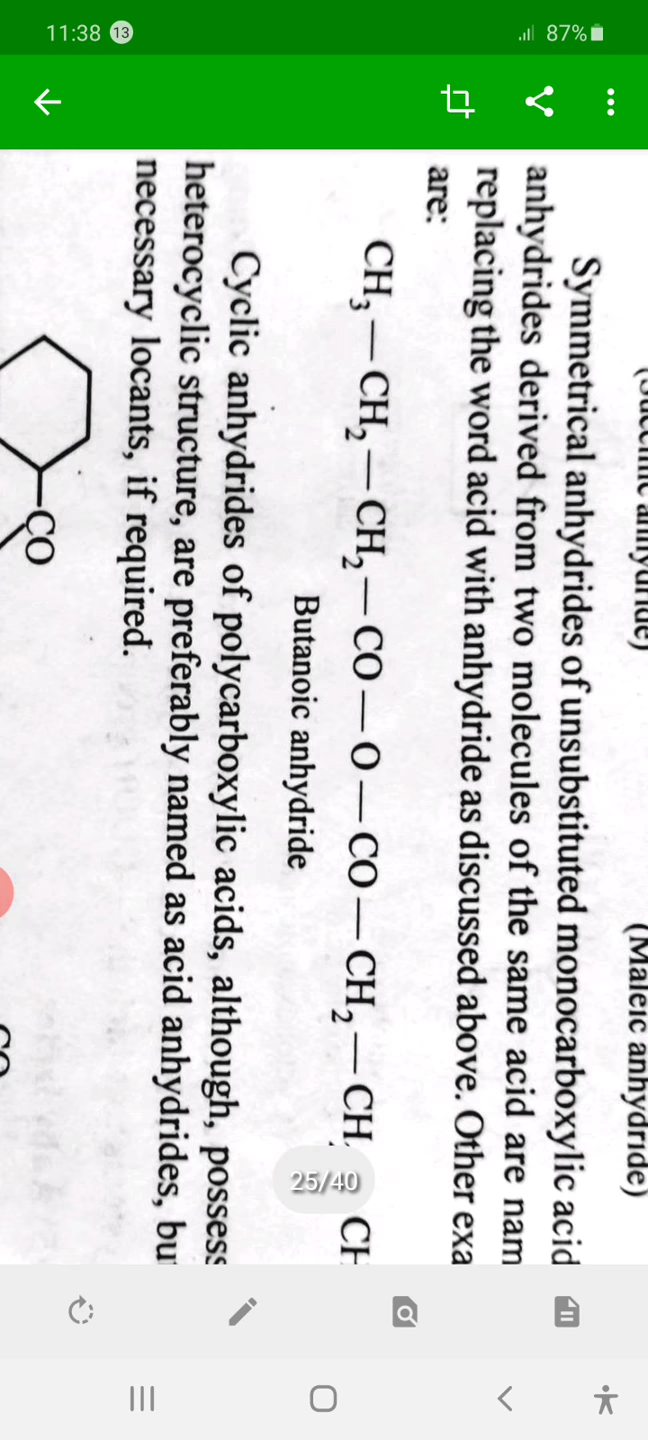 11:38 13 87%
(Maleic anhydride)
Symmetrical anhydrides of unsubstituted monocarboxylic acid
anhydrides derived from two molecules of the same acid are nam
replacing the word acid with anhydride as discussed above. Other exa
are:
CH₃—CH₂—CH₂—CO—O—CO—CH₂—CH CH
Butanoic anhydride
Cyclic anhydrides of polycarboxylic acids, although, possess
heterocyclic structure, are preferably named as acid anhydrides, bu
necessary locants, if required.
CO
25/40